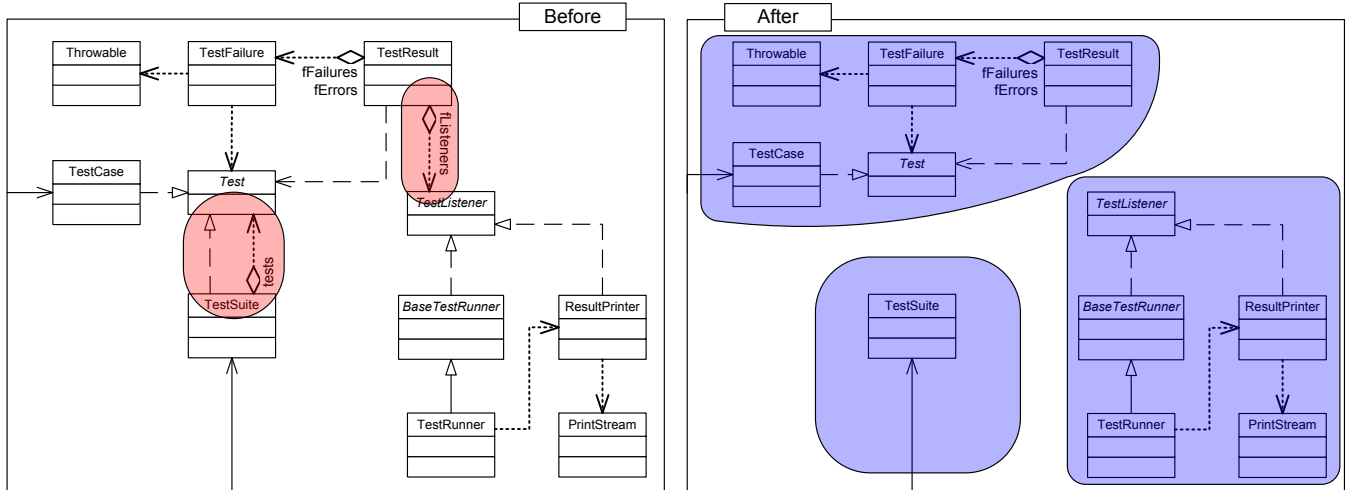 Before
Throwable
TestFailure
TestResult
fFailures
fErrors
fListeners
TestCase
Test
TestListener
tests
TestSuite
BaseTestRunner
ResultPrinter
TestRunner
PrintStream
After
Throwable
TestFailure
TestResult
fFailures
fErrors
TestCase
Test
TestListener
TestSuite
BaseTestRunner
ResultPrinter
TestRunner
PrintStream